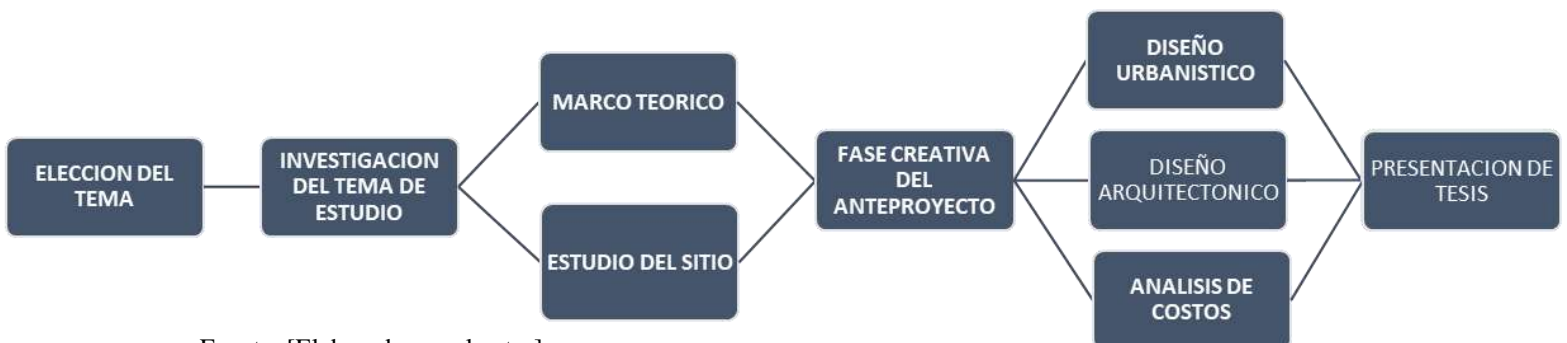 ELECCION DEL
TEMA
INVESTIGACION
DEL TEMA DE
ESTUDIO
MARCO TEORICO
ESTUDIO DEL SITIO
FASE CREATIVA
DEL
ANTEPROYECTO
DISEÑO
URBANISTICO
DISEÑO
ARQUITECTONICO
ANALISIS DE
COSTOS
PRESENTACION DE
TESIS